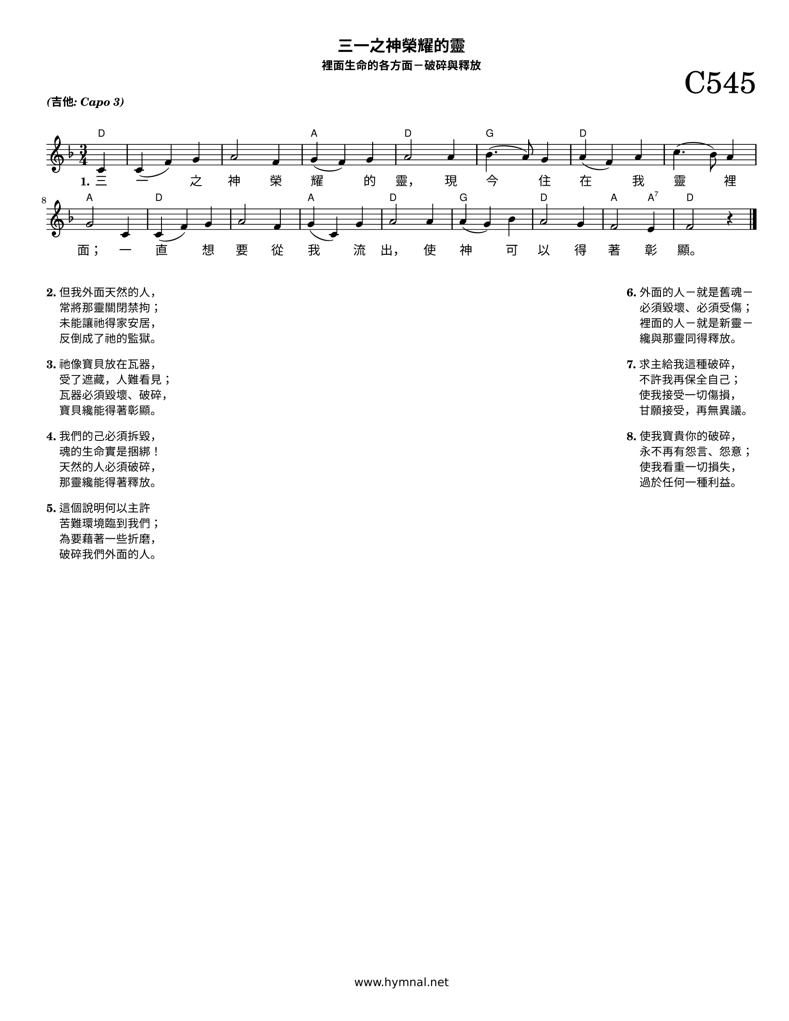 三一之神榮耀的靈
裡面生命的各方面－破碎與釋放
C545
(吉他: Capo 3)
D A D G D
3
4
1. 三 一 之 神 榮 耀 的 靈， 現 今 住 在 我 靈 裡
8 A D A D G D A A7 D
面； 一 直 想 要 從 我 流 出， 使 神 可 以 得 著 彰 顯。
2. 但我外面天然的人，
常將那靈關閉禁拘；
未能讓祂得家安居，
反倒成了祂的監獄。
3. 祂像寶貝放在瓦器，
受了遮藏，人難看見；
瓦器必須毀壞、破碎，
寶貝纔能得著彰顯。
4. 我們的己必須拆毀，
魂的生命實是捆綁！
天然的人必須破碎，
那靈纔能得著釋放。
5. 這個說明何以主許
苦難環境臨到我們；
為要藉著一些折磨，
破碎我們外面的人。
6. 外面的人－就是舊魂－
必須毀壞、必須受傷；
裡面的人－就是新靈－
纔與那靈同得釋放。
7. 求主給我這種破碎，
不許我再保全自己；
使我接受一切傷損，
甘願接受，再無異議。
8. 使我寶貴你的破碎，
永不再有怨言、怨意；
使我看重一切損失，
過於任何一種利益。
www.hymnal.net